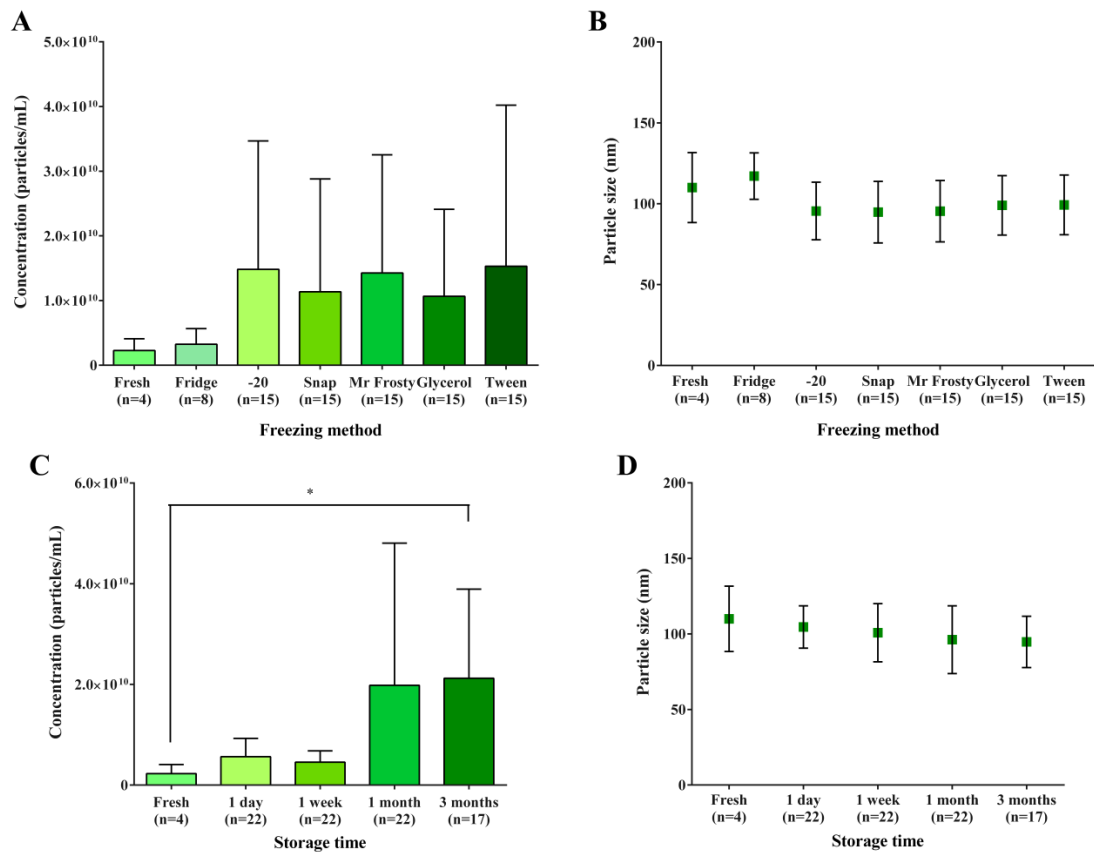 A
Concentration (particles/mL)
5.0×10¹⁰
4.0×10¹⁰
3.0×10¹⁰
2.0×10¹⁰
1.0×10¹⁰
0
Fresh Fridge -20 Snap Mr Frosty Glycerol Tween
(n=4) (n=8) (n=15) (n=15) (n=15) (n=15) (n=15)
Freezing method
B
Particle size (nm)
200
150
100
50
0
Fresh Fridge -20 Snap Mr Frosty Glycerol Tween
(n=4) (n=8) (n=15) (n=15) (n=15) (n=15) (n=15)
Freezing method
C
Concentration (particles/mL)
6.0×10¹⁰
4.0×10¹⁰
2.0×10¹⁰
0
*
Fresh 1 day 1 week 1 month 3 months
(n=4) (n=22) (n=22) (n=22) (n=17)
Storage time
D
Particle size (nm)
200
150
100
50
0
Fresh 1 day 1 week 1 month 3 months
(n=4) (n=22) (n=22) (n=22) (n=17)
Storage time